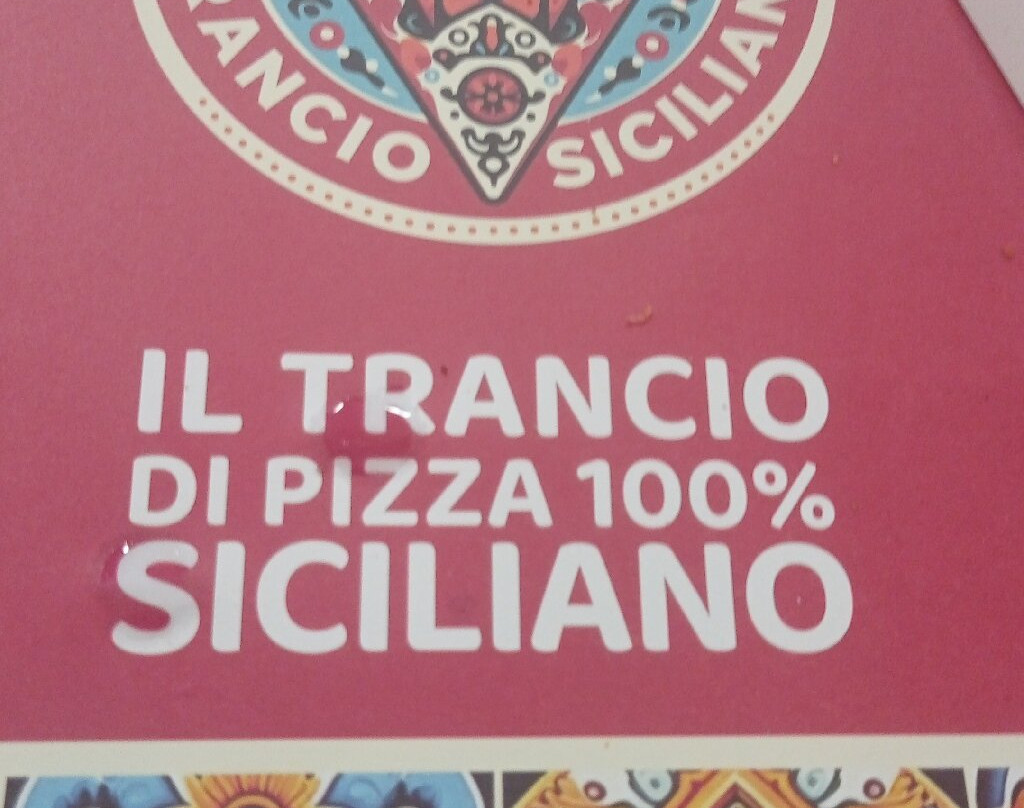 TRANCIO SICILIANO
IL TRANCIO
DI PIZZA 100%
SICILIANO